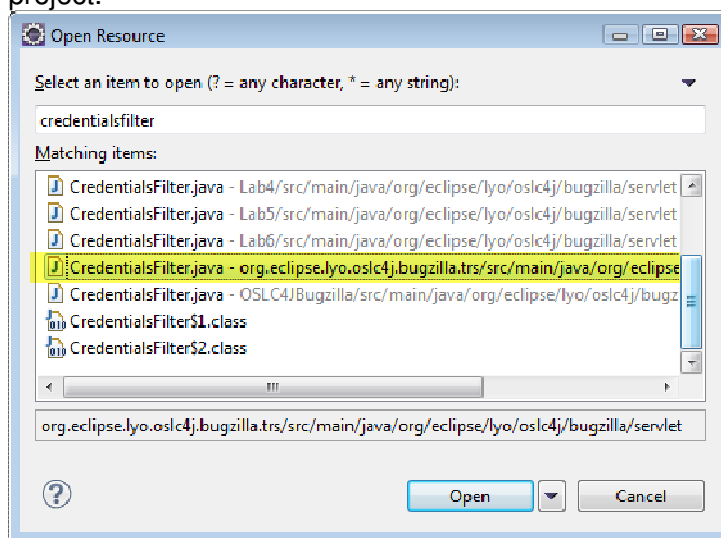 project.
Open Resource
Select an item to open (? = any character, * = any string):
credentialsfilter
Matching items:
CredentialsFilter.java - Lab4/src/main/java/org/eclipse/lyo/oslc4j/bugzilla/servlet
CredentialsFilter.java - Lab5/src/main/java/org/eclipse/lyo/oslc4j/bugzilla/servlet
CredentialsFilter.java - Lab6/src/main/java/org/eclipse/lyo/oslc4j/bugzilla/servlet
CredentialsFilter.java - org.eclipse.lyo.oslc4j.bugzilla.trs/src/main/java/org/eclipse
CredentialsFilter.java - OSLC4JBugzilla/src/main/java/org/eclipse/lyo/oslc4j/bugz
CredentialsFilter$1.class
CredentialsFilter$2.class
org.eclipse.lyo.oslc4j.bugzilla.trs/src/main/java/org/eclipse/lyo/oslc4j/bugzilla/servlet
Open
Cancel